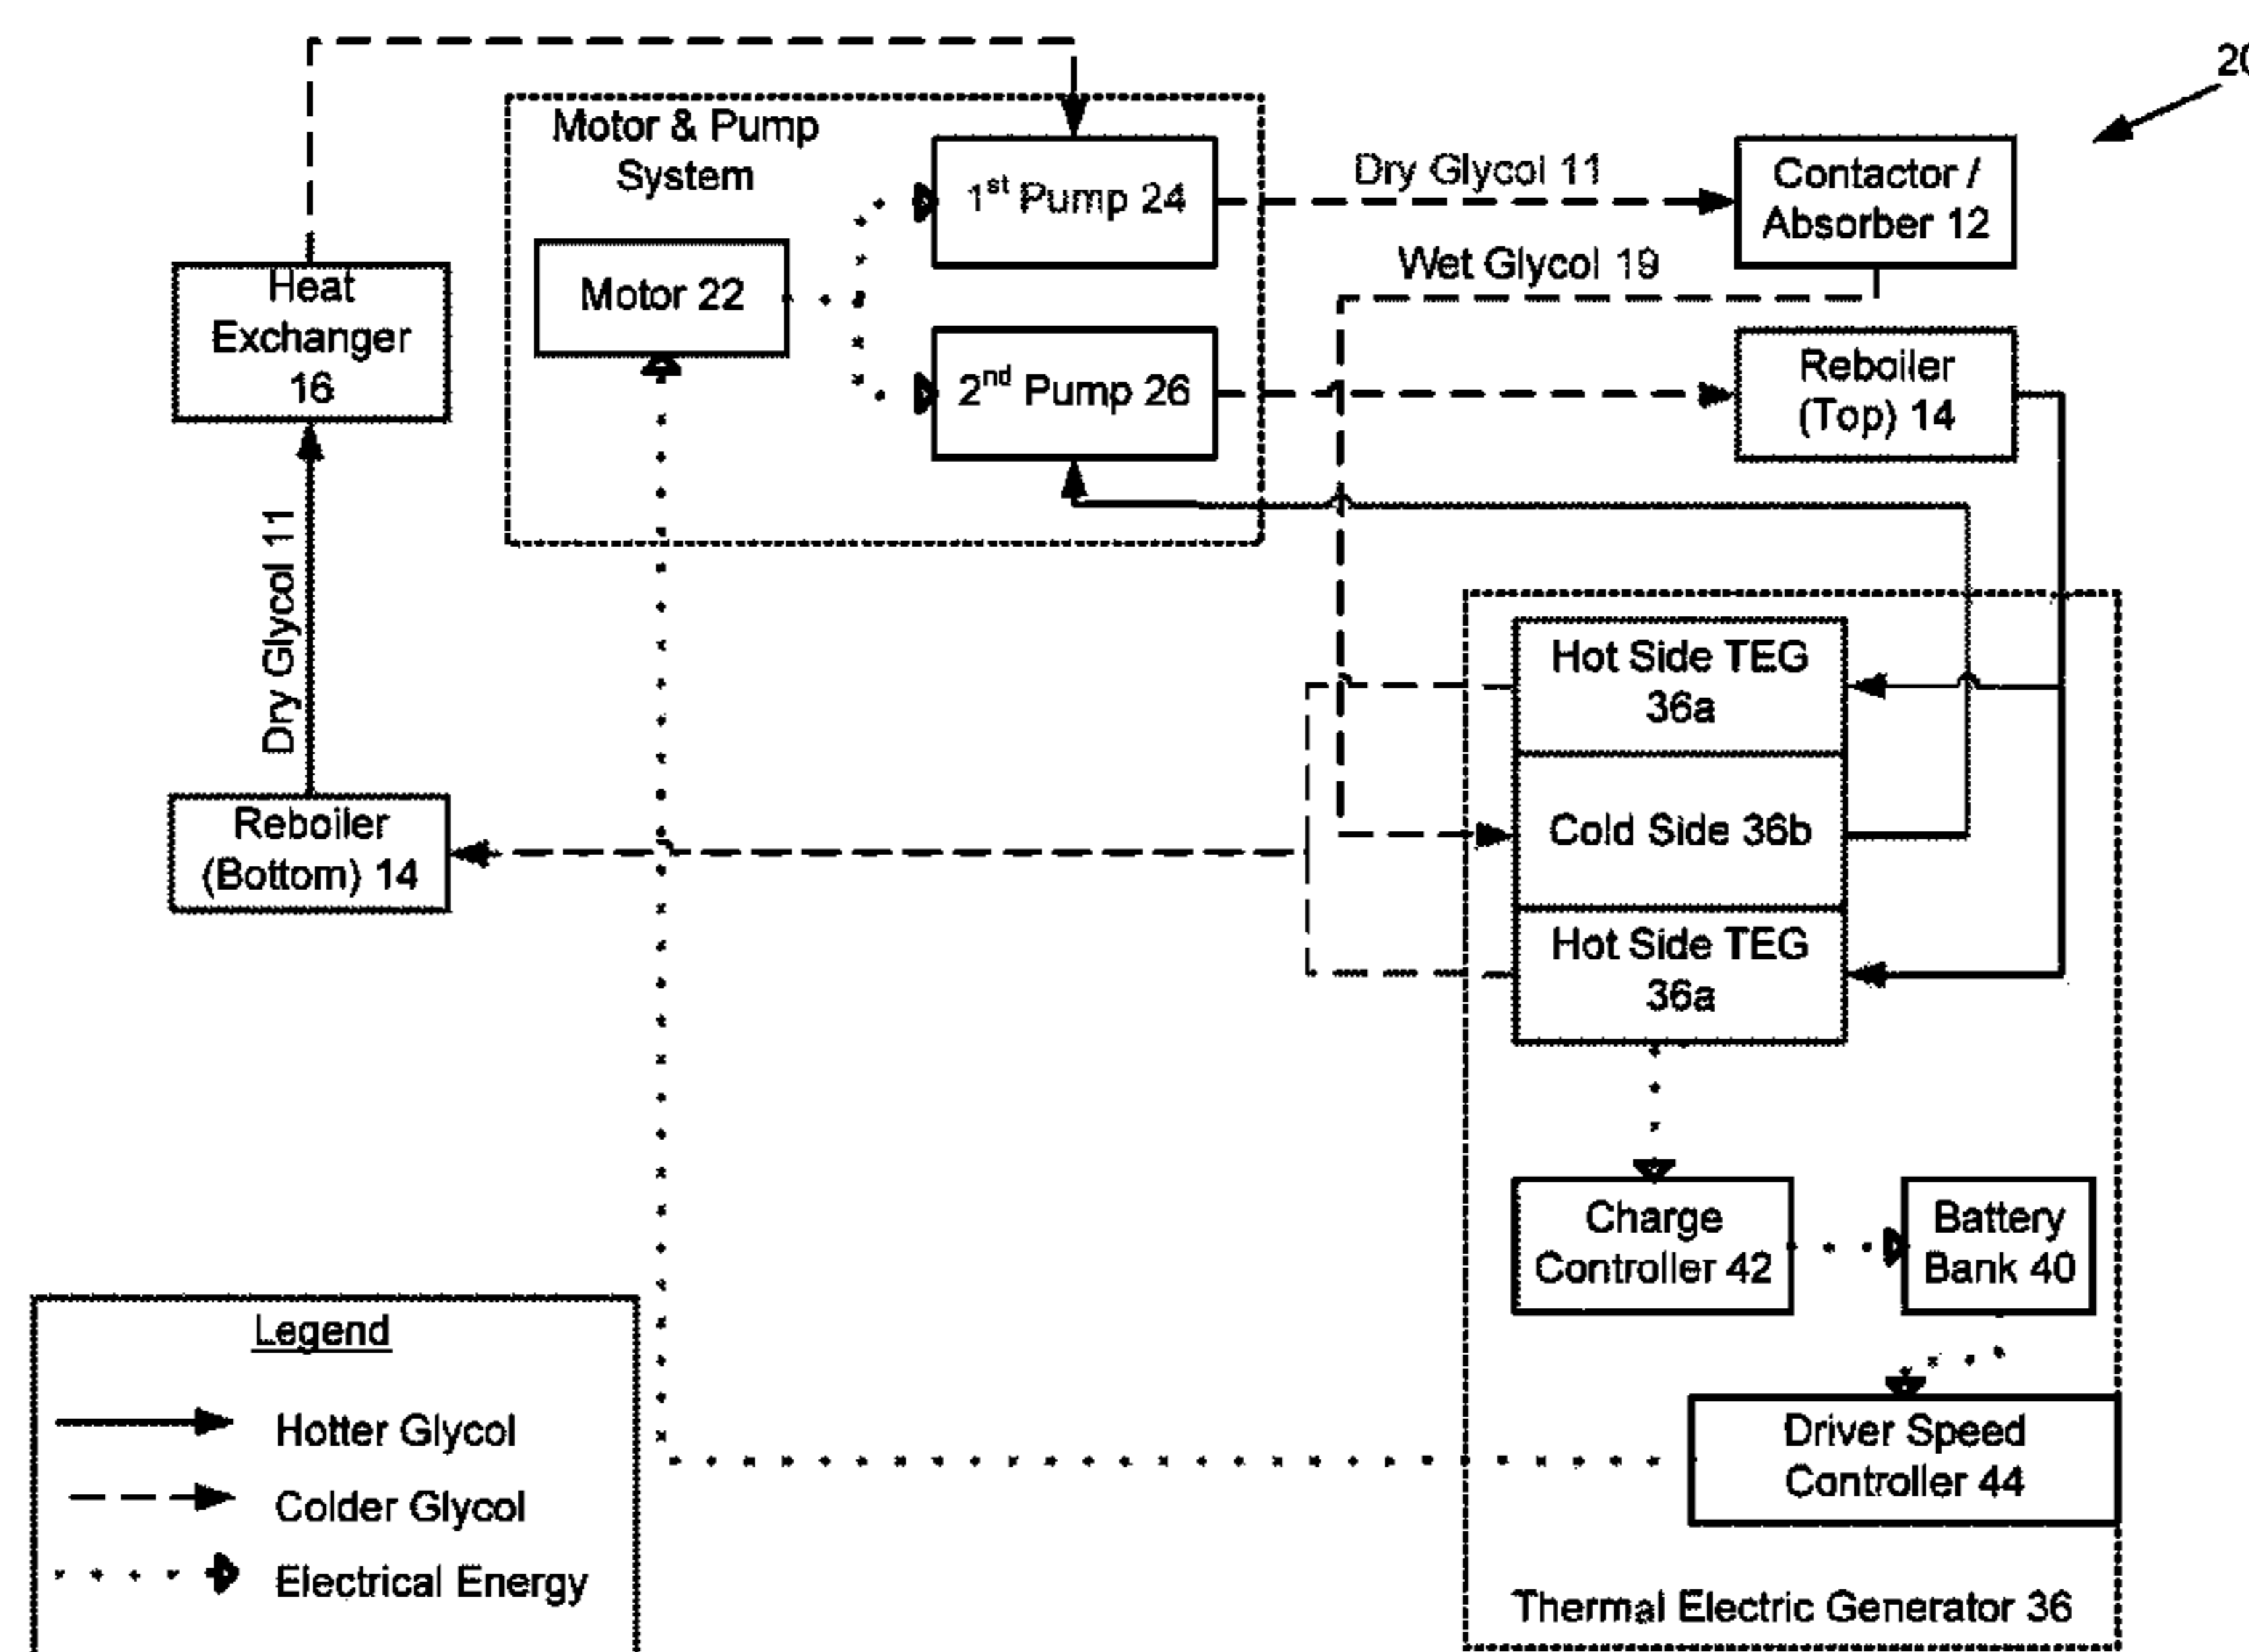 20
Motor & Pump
System
1st Pump 24
Dry Glycol 11
Contactor /
Absorber 12
Wet Glycol 19
Motor 22
Heat
Exchanger
16
2nd Pump 26
Reboiler
(Top) 14
Dry Glycol 11
Hot Side TEG
36a
Cold Side 36b
Reboiler
(Bottom) 14
Hot Side TEG
36a
Charge
Controller 42
Battery
Bank 40
Legend
Hotter Glycol
Colder Glycol
Electrical Energy
Driver Speed
Controller 44
Thermal Electric Generator 36